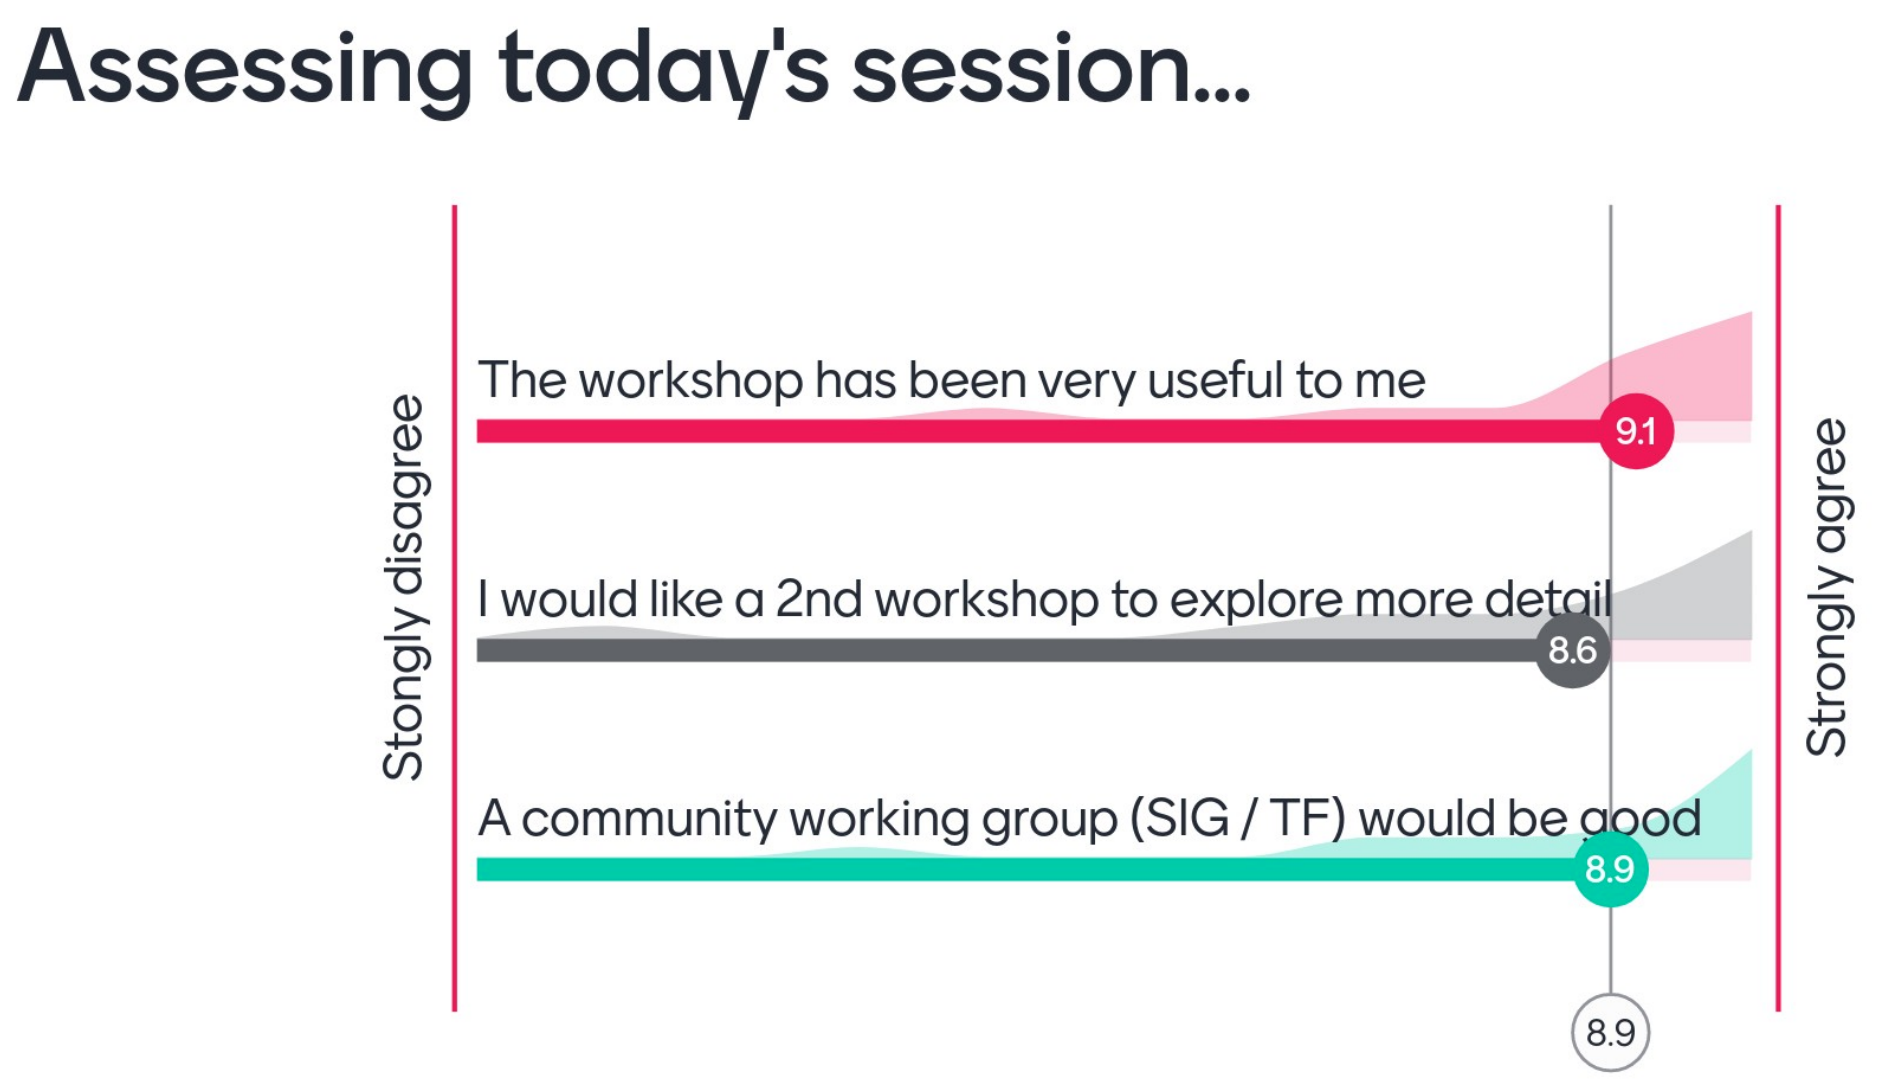 Assessing today's session...
Stongly disagree
The workshop has been very useful to me
9.1
I would like a 2nd workshop to explore more detail
8.6
A community working group (SIG / TF) would be good
8.9
Strongly agree
8.9